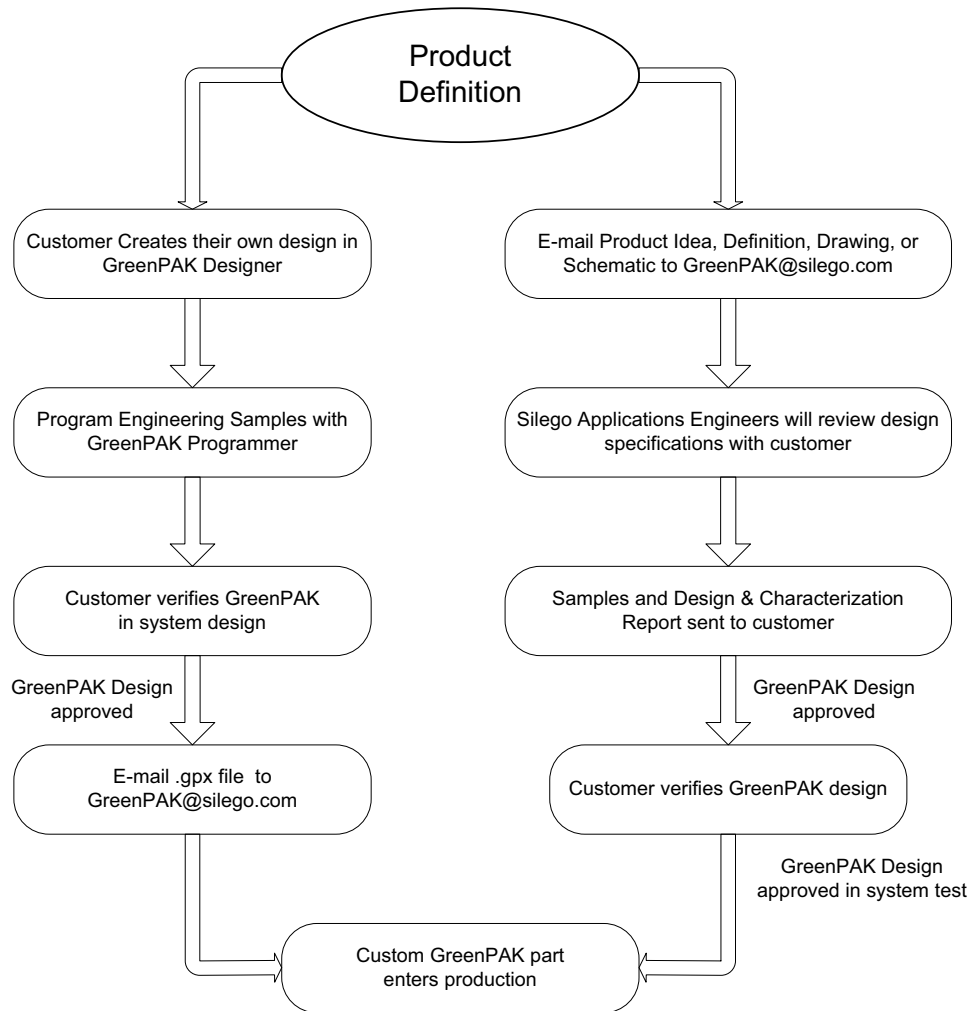 Product
Definition
Customer Creates their own design in
GreenPAK Designer
E-mail Product Idea, Definition, Drawing, or
Schematic to GreenPAK@silego.com
Program Engineering Samples with
GreenPAK Programmer
Silego Applications Engineers will review design
specifications with customer
Customer verifies GreenPAK
in system design
Samples and Design & Characterization
Report sent to customer
GreenPAK Design
approved
GreenPAK Design
approved
E-mail .gpx file to
GreenPAK@silego.com
Customer verifies GreenPAK design
GreenPAK Design
approved in system test
Custom GreenPAK part
enters production